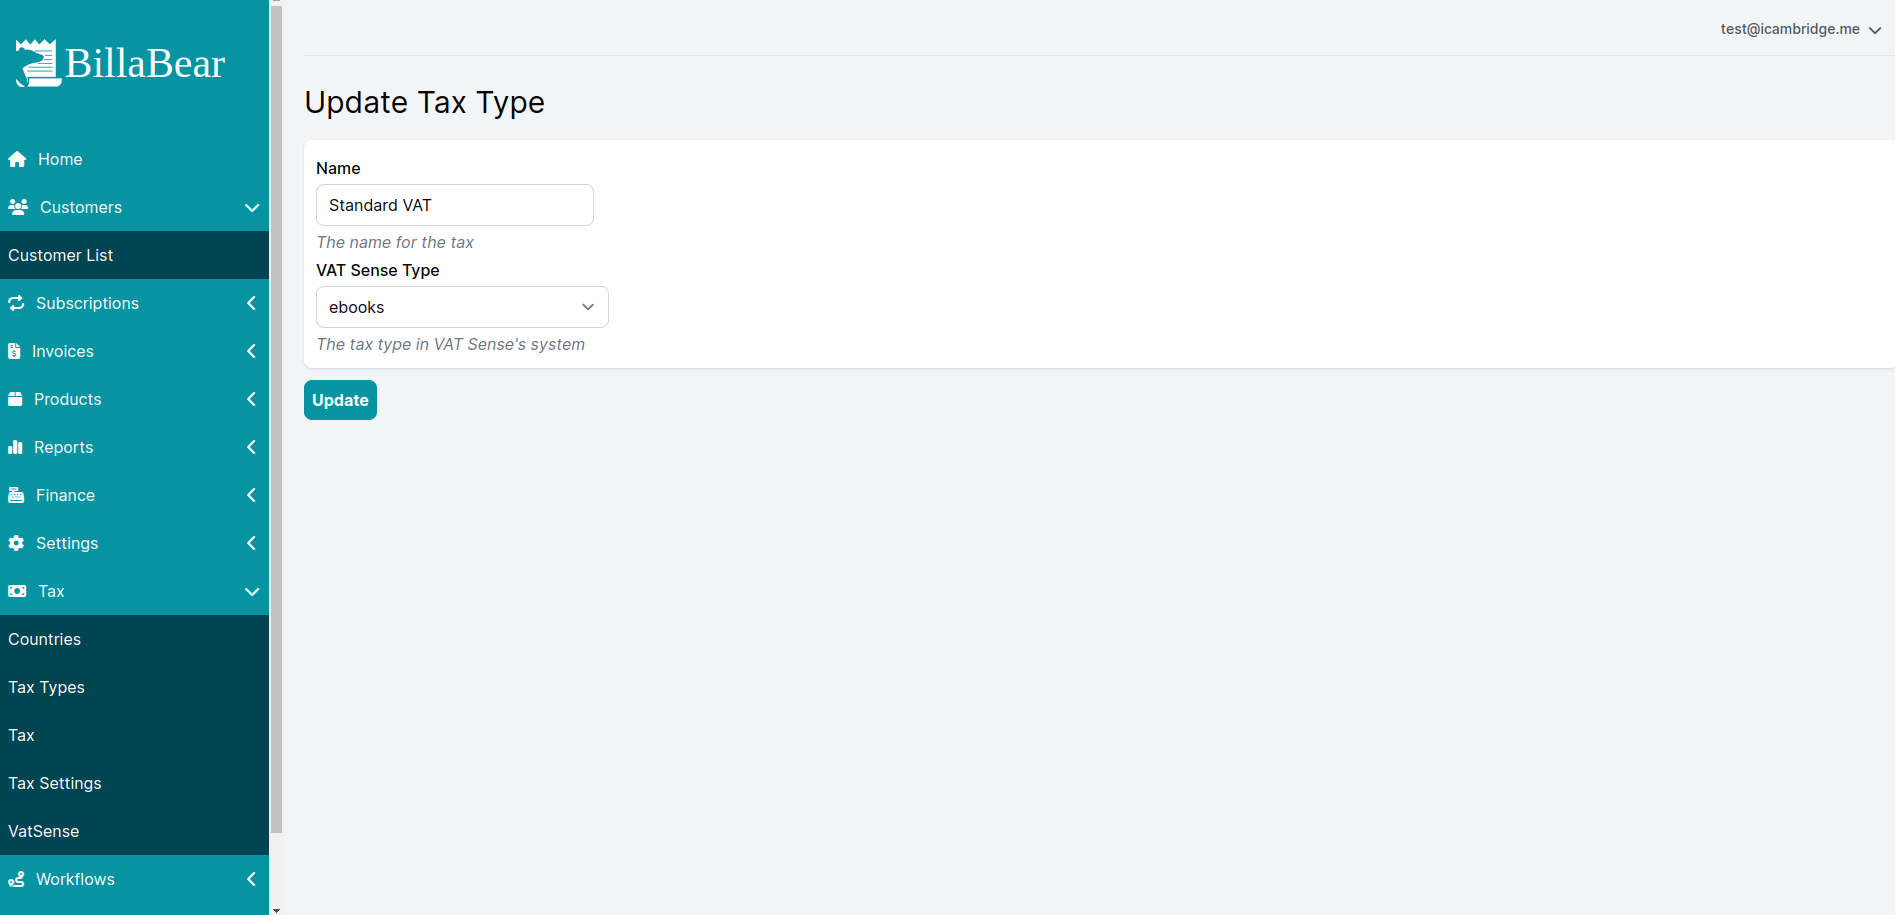 BillaBear
Home
Customers
Customer List
Subscriptions
Invoices
Products
Reports
Finance
Settings
Tax
Countries
Tax Types
Tax
Tax Settings
VatSense
Workflows
test@icambridge.me
Update Tax Type
Name
Standard VAT
The name for the tax
VAT Sense Type
ebooks
The tax type in VAT Sense's system
Update